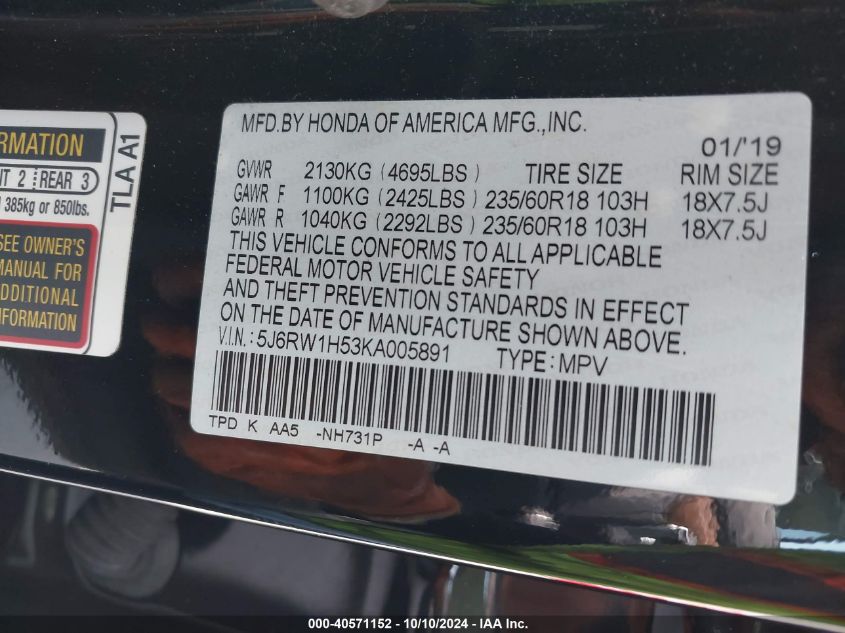 RMATION
NT 2 REAR 3
385kg or 850lbs.
SEE OWNER'S
MANUAL FOR
ADDITIONAL
INFORMATION
TLA A1
MFD.BY HONDA OF AMERICA MFG.,INC.
01/'19
GVWR 2130KG (4695LBS) TIRE SIZE RIM SIZE
GAWR F 1100KG (2425LBS) 235/60R18 103H 18X7.5J
GAWR R 1040KG (2292LBS) 235/60R18 103H 18X7.5J
THIS VEHICLE CONFORMS TO ALL APPLICABLE
FEDERAL MOTOR VEHICLE SAFETY
AND THEFT PREVENTION STANDARDS IN EFFECT
ON THE DATE OF MANUFACTURE SHOWN ABOVE.
V.I.N.: 5J6RW1H53KA005891 TYPE: MPV
TPD K AA5 -NH731P -A -A
000-40571152 - 10/10/2024 - IAA Inc.